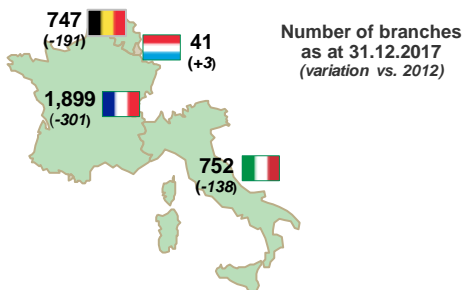 747
(-191)
41
(+3)
Number of branches
as at 31.12.2017
(variation vs. 2012)
1,899
(-301)
752
(-138)